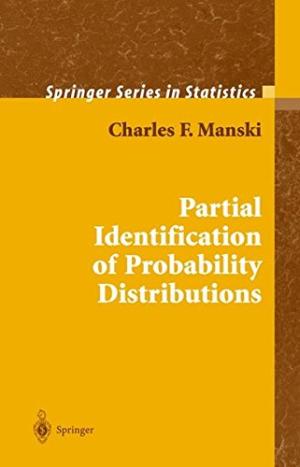 Springer Series in Statistics
Charles F. Manski
Partial
Identification
of Probability
Distributions
Springer